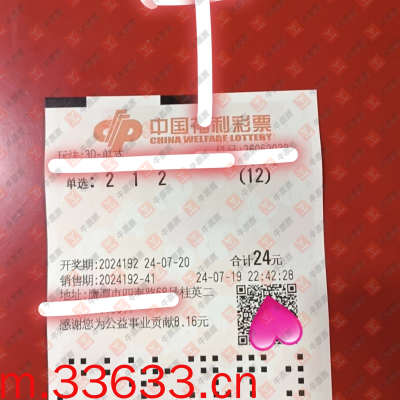 中国福利彩票
CHINA WELFARE LOTTERY
单选: 2 1 2 (12)
开奖期:2024192 24-07-20 合计24元
销售期:2024192-41 24-07-19 22:42:28
感谢您为公益事业贡献8.16元
m.33633.cn